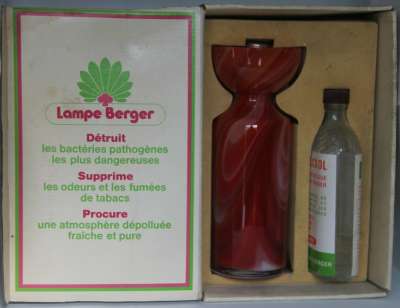 Lampe Berger
Détruit
les bactéries pathogènes
les plus dangereuses
Supprime
les odeurs et les fumées
de tabacs
Procure
une atmosphère dépolluée
fraîche et pure